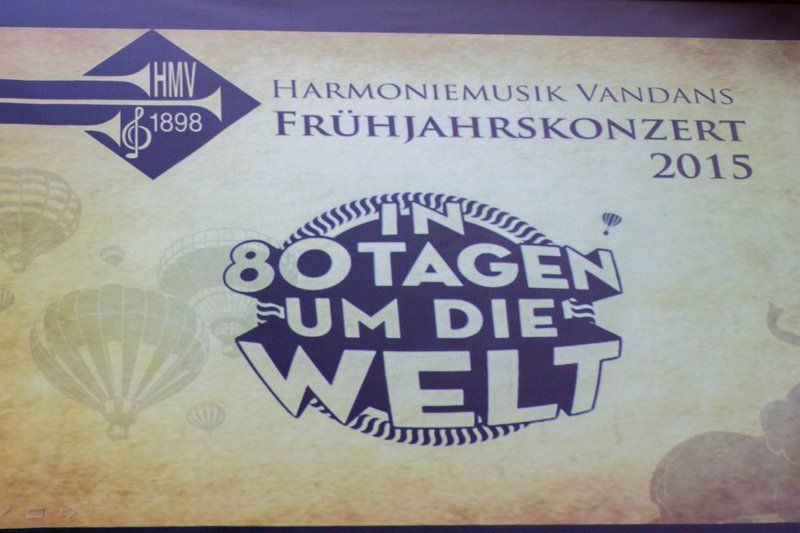 HMV
1898
HARMONIEMUSIK VANDANS
FRÜHJAHRSKONZERT
2015
IN
80 TAGEN
UM DIE
WELT